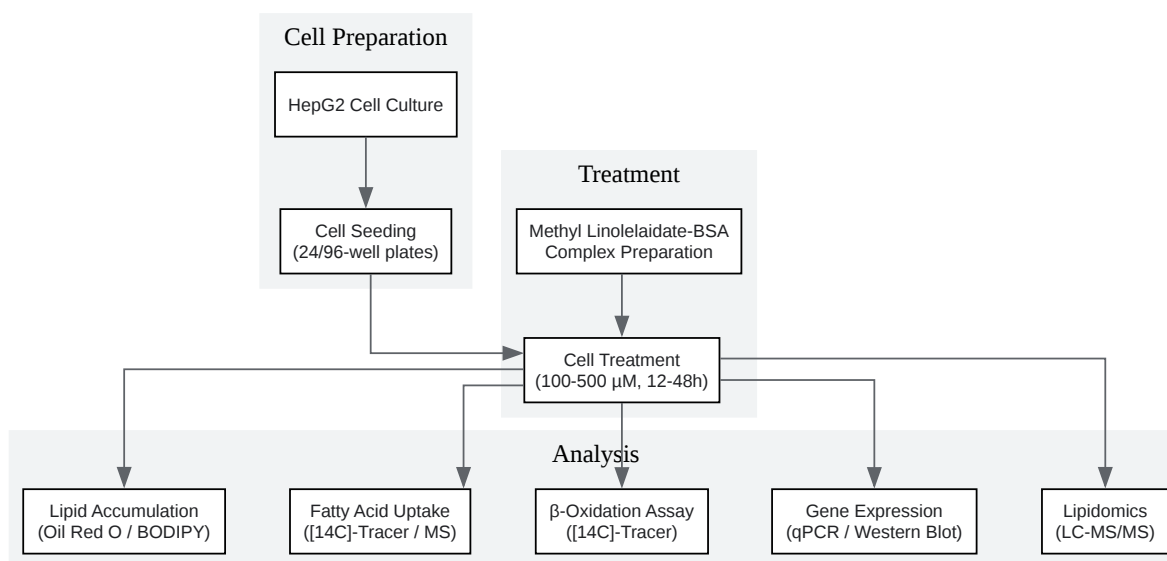 Cell Preparation
HepG2 Cell Culture
Cell Seeding
(24/96-well plates)
Treatment
Methyl Linolelaidate-BSA
Complex Preparation
Cell Treatment
(100-500 µM, 12-48h)
Analysis
Lipid Accumulation
(Oil Red O / BODIPY)
Fatty Acid Uptake
([14C]-Tracer / MS)
β-Oxidation Assay
([14C]-Tracer)
Gene Expression
(qPCR / Western Blot)
Lipidomics
(LC-MS/MS)